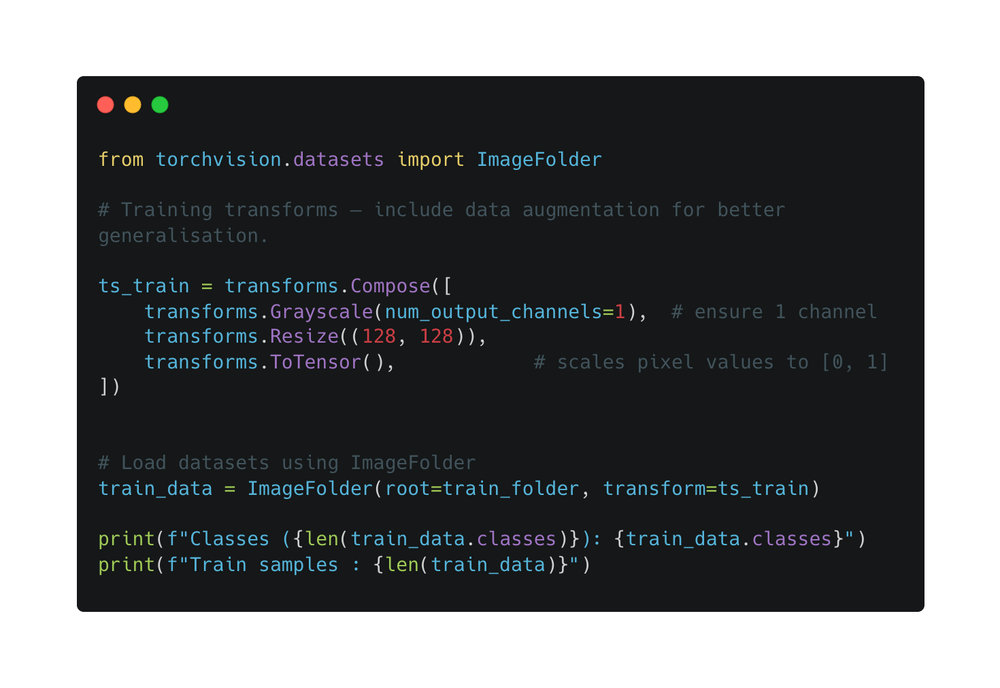 from torchvision.datasets import ImageFolder
# Training transforms — include data augmentation for better
generalisation.
ts_train = transforms.Compose([
    transforms.Grayscale(num_output_channels=1),  # ensure 1 channel
    transforms.Resize((128, 128)),
    transforms.ToTensor(),            # scales pixel values to [0, 1]
])
# Load datasets using ImageFolder
train_data = ImageFolder(root=train_folder, transform=ts_train)
print(f"Classes ({len(train_data.classes)}): {train_data.classes}")
print(f"Train samples : {len(train_data)}")